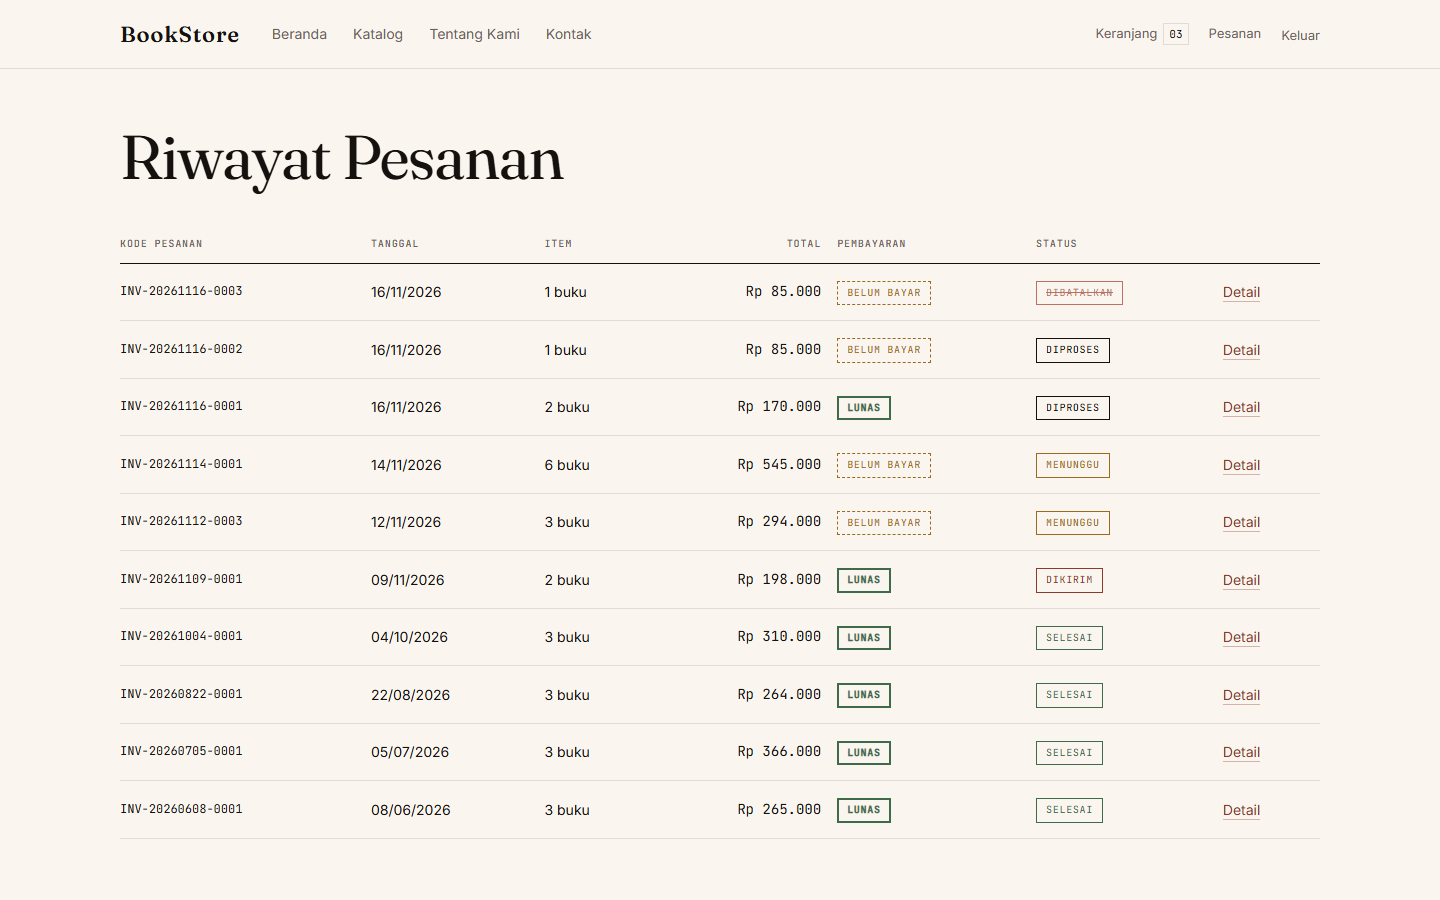 BookStore Beranda Katalog Tentang Kami Kontak Keranjang 03 Pesanan Keluar
Riwayat Pesanan
KODE PESANAN TANGGAL ITEM TOTAL PEMBAYARAN STATUS
INV-20261116-0003 16/11/2026 1 buku Rp 85.000 BELUM BAYAR DIBATALKAN Detail
INV-20261116-0002 16/11/2026 1 buku Rp 85.000 BELUM BAYAR DIPROSES Detail
INV-20261116-0001 16/11/2026 2 buku Rp 170.000 LUNAS DIPROSES Detail
INV-20261114-0001 14/11/2026 6 buku Rp 545.000 BELUM BAYAR MENUNGGU Detail
INV-20261112-0003 12/11/2026 3 buku Rp 294.000 BELUM BAYAR MENUNGGU Detail
INV-20261109-0001 09/11/2026 2 buku Rp 198.000 LUNAS DIKIRIM Detail
INV-20261004-0001 04/10/2026 3 buku Rp 310.000 LUNAS SELESAI Detail
INV-20260822-0001 22/08/2026 3 buku Rp 264.000 LUNAS SELESAI Detail
INV-20260705-0001 05/07/2026 3 buku Rp 366.000 LUNAS SELESAI Detail
INV-20260608-0001 08/06/2026 3 buku Rp 265.000 LUNAS SELESAI Detail